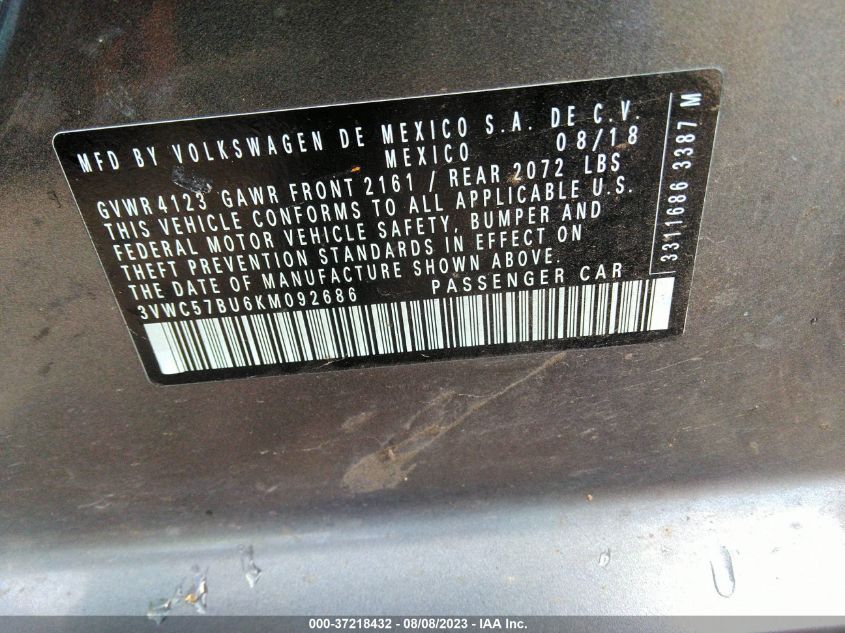 MFD BY VOLKSWAGEN DE MEXICO S.A. DE C.V.
MEXICO 08/18
GVWR 4123 GAWR FRONT 2161 / REAR 2072 LBS
THIS VEHICLE CONFORMS TO ALL APPLICABLE U.S.
FEDERAL MOTOR VEHICLE SAFETY, BUMPER AND
THEFT PREVENTION STANDARDS IN EFFECT ON
THE DATE OF MANUFACTURE SHOWN ABOVE.
3VWC57BU6KM092686 PASSENGER CAR
3311686 3387 M
000-37218432 - 08/08/2023 - IAA Inc.